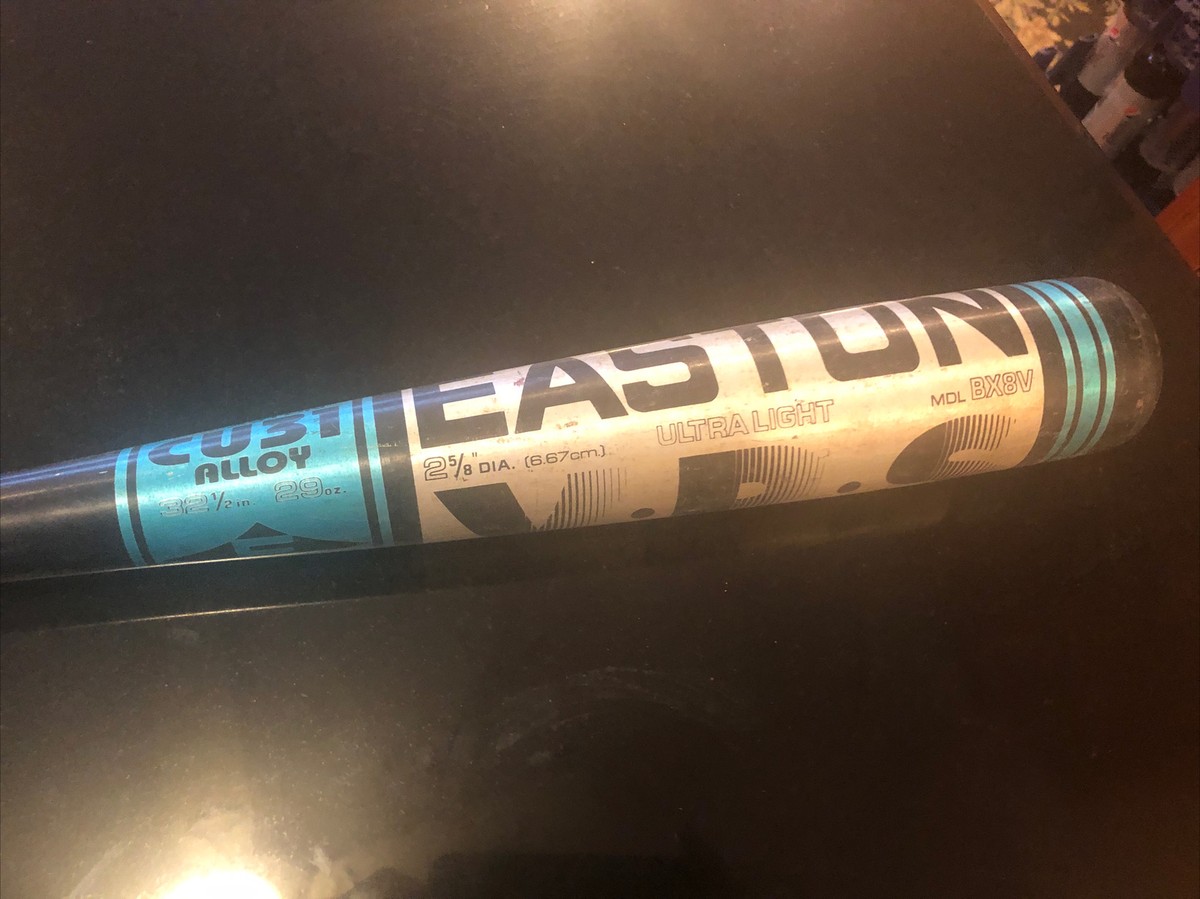 CU31
ALLOY
32 1/2 in. 29 oz.
E
EASTON
ULTRA LIGHT
MDL BX8V
2 5/8" DIA. (6.67cm.)
V.R.S